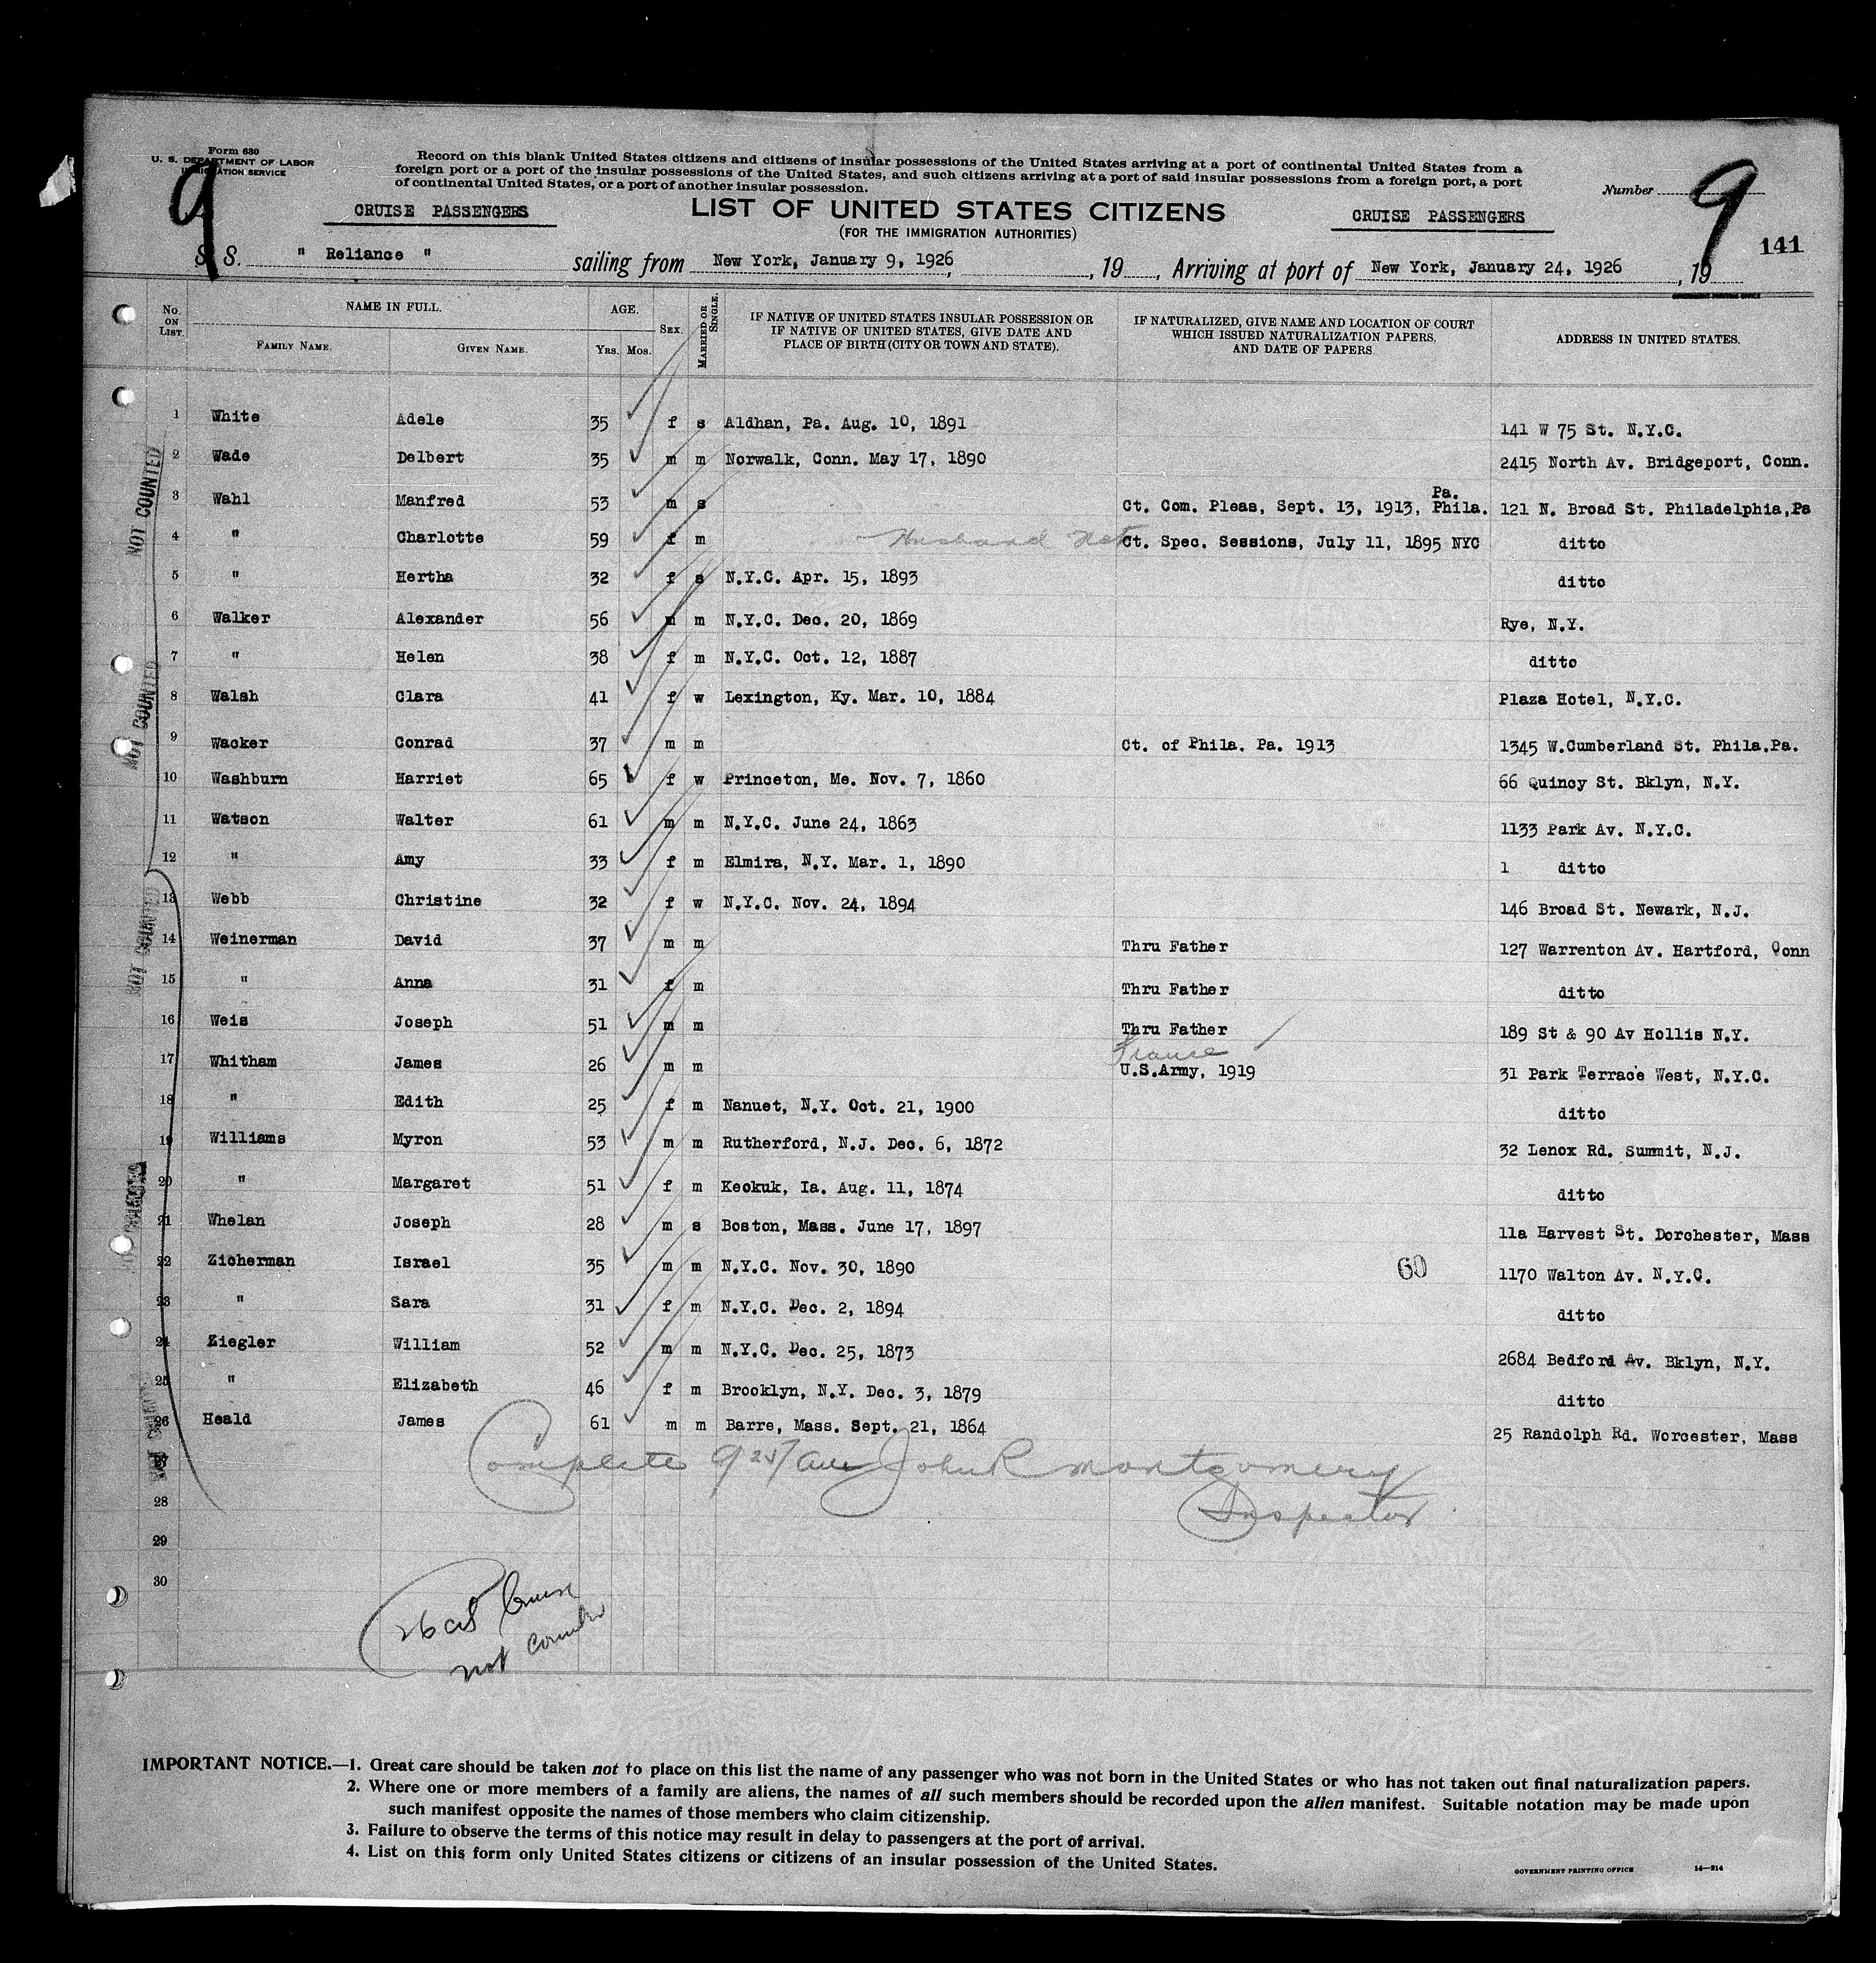 Form 630
U. S. DEPARTMENT OF LABOR
IMMIGRATION SERVICE
9
Record on this blank United States citizens and citizens of insular possessions of the United States arriving at a port of continental United States from a
foreign port or a port of the insular possessions of the United States, and such citizens arriving at a port of said insular possessions from a foreign port, a port
of continental United States, or a port of another insular possession.
Number 9
CRUISE PASSENGERS LIST OF UNITED STATES CITIZENS CRUISE PASSENGERS
(FOR THE IMMIGRATION AUTHORITIES)
141
S. S. " Reliance " sailing from New York, January 9, 1926, , 19 , Arriving at port of New York, January 24, 1926 , 19
No. ON LIST. NAME IN FULL. FAMILY NAME. GIVEN NAME. AGE. Yrs. Mos. SEX. MARRIED OR SINGLE. IF NATIVE OF UNITED STATES INSULAR POSSESSION OR IF NATIVE OF UNITED STATES, GIVE DATE AND PLACE OF BIRTH (CITY OR TOWN AND STATE). IF NATURALIZED, GIVE NAME AND LOCATION OF COURT WHICH ISSUED NATURALIZATION PAPERS, AND DATE OF PAPERS ADDRESS IN UNITED STATES.
1 White Adele 35 f s Aldhan, Pa. Aug. 10, 1891 141 W 75 St. N.Y.C.
2 Wade Delbert 35 m m Norwalk, Conn. May 17, 1890 2415 North Av. Bridgeport, Conn.
3 Wahl Manfred 53 m s Ct. Com. Pleas, Sept. 13, 1913, Phila. Pa. 121 N. Broad St. Philadelphia,Pa
4 " Charlotte 59 f m Husband Nat Ct. Spec. Sessions, July 11, 1895 NYC ditto
5 " Hertha 32 f s N.Y.C. Apr. 15, 1893 ditto
6 Walker Alexander 56 m m N.Y.C. Dec. 20, 1869 Rye, N.Y.
7 " Helen 38 f m N.Y.C. Oct. 12, 1887 ditto
8 Walsh Clara 41 f w Lexington, Ky. Mar. 10, 1884 Plaza Hotel, N.Y.C.
9 Wacker Conrad 37 m m Ct. of Phila. Pa. 1913 1345 W.Cumberland St. Phila.Pa.
10 Washburn Harriet 65 f w Princeton, Me. Nov. 7, 1860 66 Quincy St. Bklyn, N.Y.
11 Watson Walter 61 m m N.Y.C. June 24, 1863 1133 Park Av. N.Y.C.
12 " Amy 33 f m Elmira, N.Y. Mar. 1, 1890 1 ditto
13 Webb Christine 32 f w N.Y.C. Nov. 24, 1894 146 Broad St. Newark, N.J.
14 Weinerman David 37 m m Thru Father 127 Warrenton Av. Hartford, Conn
15 " Anna 31 f m Thru Father ditto
16 Weis Joseph 51 m m Thru Father 189 St & 90 Av Hollis N.Y.
France
17 Whitham James 26 m m U.S.Army, 1919 31 Park Terrace West, N.Y.C.
18 " Edith 25 f m Nanuet, N.Y. Oct. 21, 1900 ditto
19 Williams Myron 53 m m Rutherford, N.J. Dec. 6, 1872 32 Lenox Rd. Summit, N.J.
20 " Margaret 51 f m Keokuk, Ia. Aug. 11, 1874 ditto
21 Whelan Joseph 28 m s Boston, Mass. June 17, 1897 11a Harvest St. Dorchester, Mass
22 Zicherman Israel 35 m m N.Y.C. Nov. 30, 1890 60 1170 Walton Av. N.Y.C.
23 " Sara 31 f m N.Y.C. Dec. 2, 1894 ditto
24 Ziegler William 52 m m N.Y.C. Dec. 25, 1873 2684 Bedford Av. Bklyn, N.Y.
25 " Elizabeth 46 f m Brooklyn, N.Y. Dec. 3, 1879 ditto
26 Heald James 61 m m Barre, Mass. Sept. 21, 1864 25 Randolph Rd. Worcester, Mass
27 Complete 9 25/ John R Montgomery
28 Inspector
29
30
26 Cruise
not
NOT COUNTED
NOT COUNTED
NOT COUNTED
IMPORTANT NOTICE.—1. Great care should be taken not to place on this list the name of any passenger who was not born in the United States or who has not taken out final naturalization papers.
2. Where one or more members of a family are aliens, the names of all such members should be recorded upon the alien manifest. Suitable notation may be made upon
such manifest opposite the names of those members who claim citizenship.
3. Failure to observe the terms of this notice may result in delay to passengers at the port of arrival.
4. List on this form only United States citizens or citizens of an insular possession of the United States.
GOVERNMENT PRINTING OFFICE 14—214